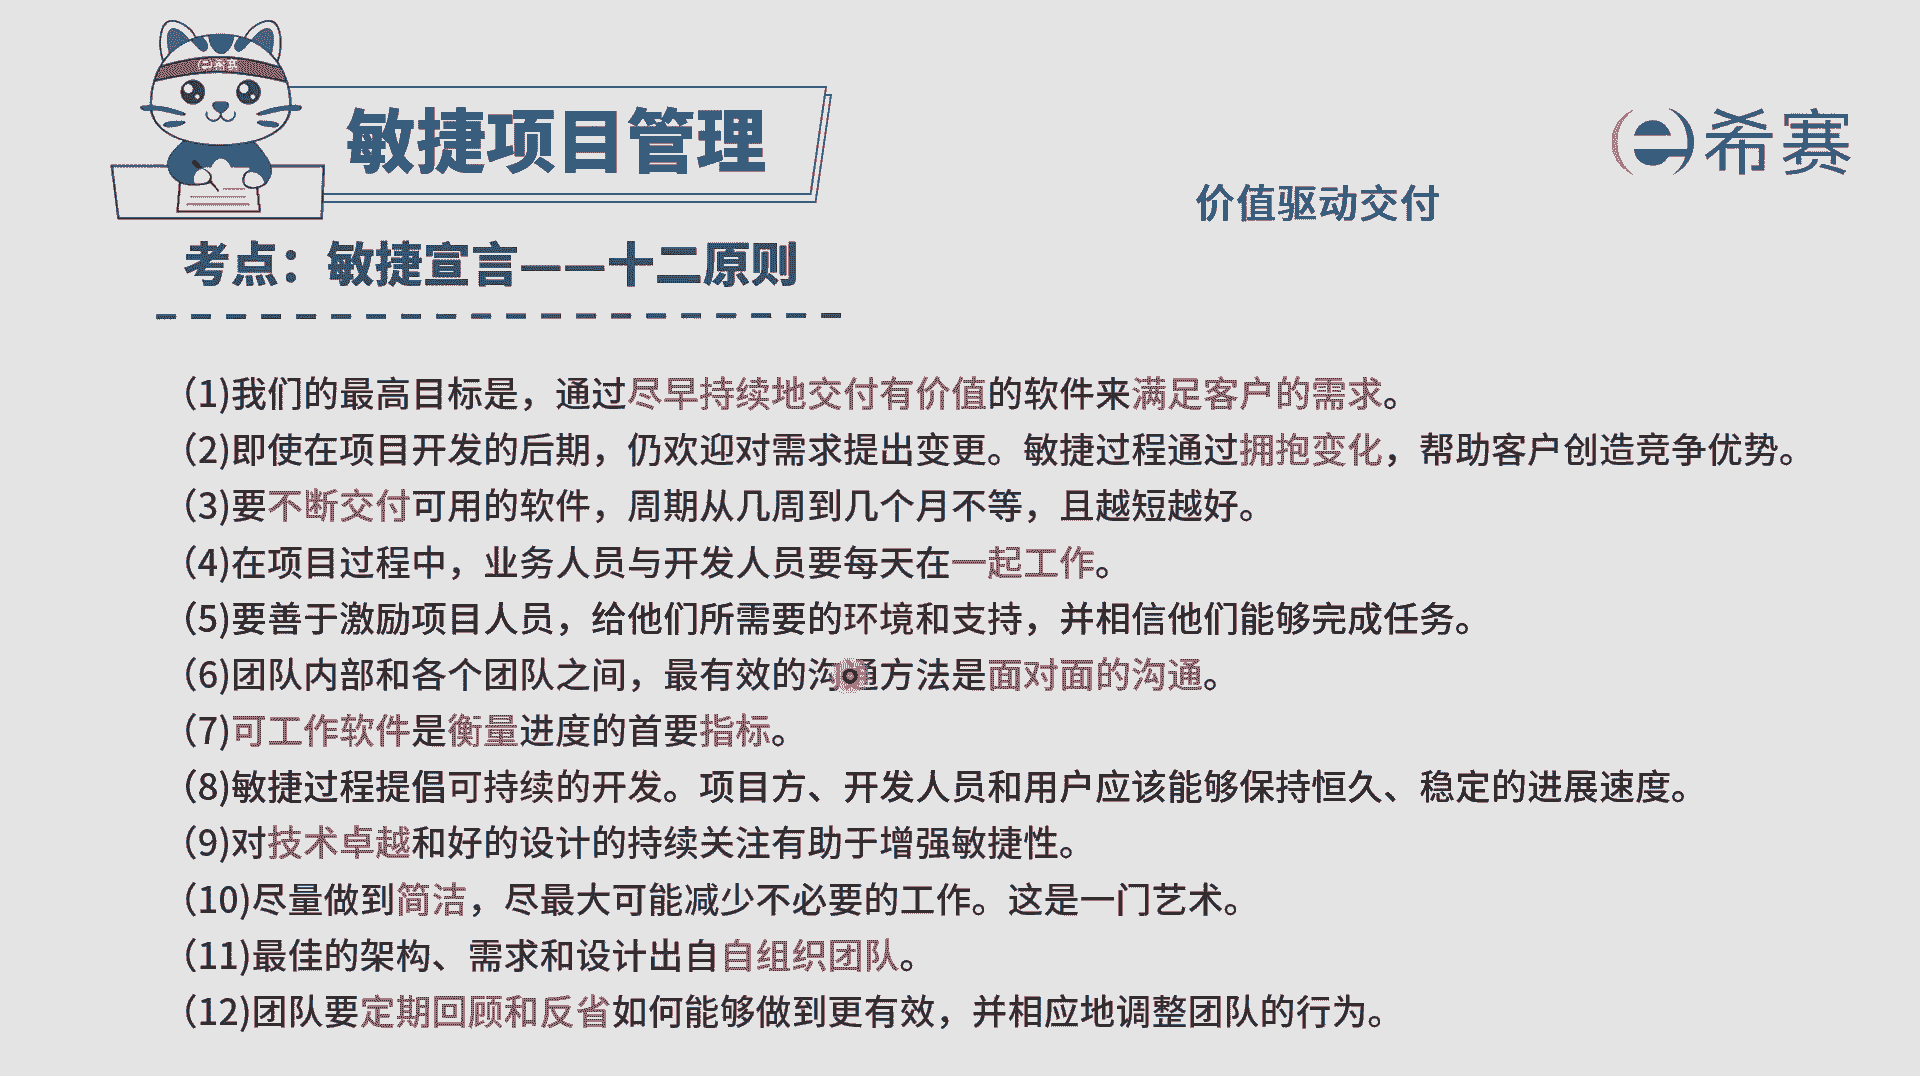 敏捷项目管理
希赛
价值驱动交付
考点：敏捷宣言——十二原则
(1)我们的最高目标是，通过尽早持续地交付有价值的软件来满足客户的需求。
(2)即使在项目开发的后期，仍欢迎对需求提出变更。敏捷过程通过拥抱变化，帮助客户创造竞争优势。
(3)要不断交付可用的软件，周期从几周到几个月不等，且越短越好。
(4)在项目过程中，业务人员与开发人员要每天在一起工作。
(5)要善于激励项目人员，给他们所需要的环境和支持，并相信他们能够完成任务。
(6)团队内部和各个团队之间，最有效的沟通方法是面对面的沟通。
(7)可工作软件是衡量进度的首要指标。
(8)敏捷过程提倡可持续的开发。项目方、开发人员和用户应该能够保持恒久、稳定的进展速度。
(9)对技术卓越和好的设计的持续关注有助于增强敏捷性。
(10)尽量做到简洁，尽最大可能减少不必要的工作。这是一门艺术。
(11)最佳的架构、需求和设计出自自组织团队。
(12)团队要定期回顾和反省如何能够做到更有效，并相应地调整团队的行为。